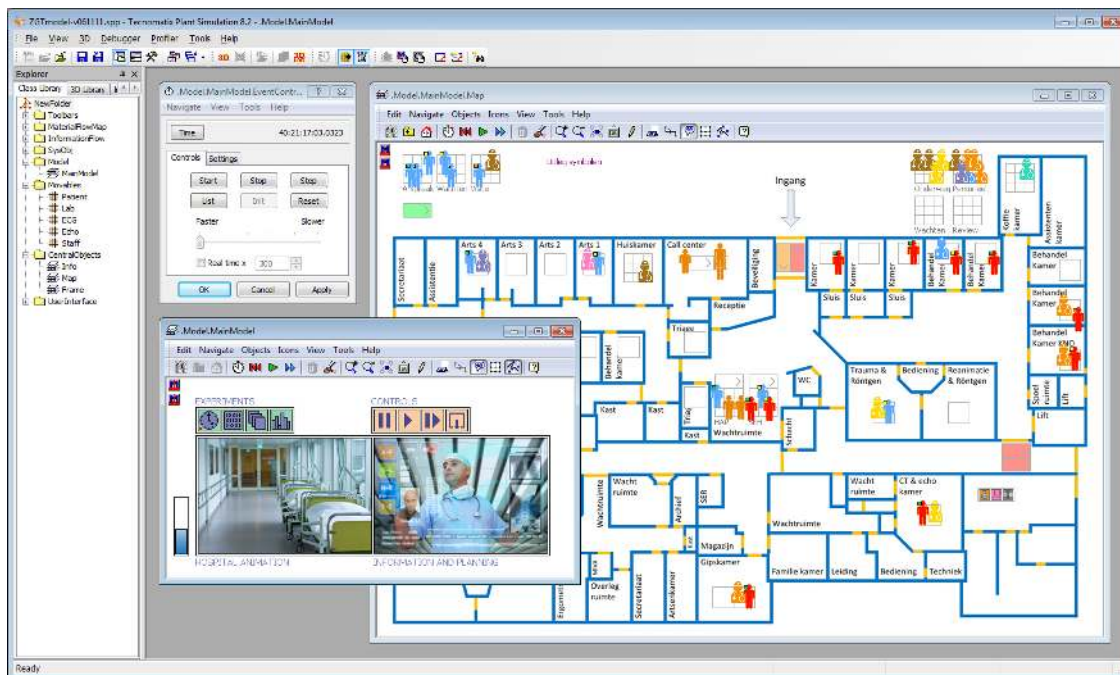 ZGTmodel-v061111.spp - Tecnomatix Plant Simulation 8.2 - .Model.MainModel
File View 3D Debugger Profiler Tools Help
Explorer
Class Library 3D Library
NewFolder
Toolbars
MaterialFlowMap
InformationFlow
SysObj
Model
MainModel
Movables
Patient
Lab
ECG
Echo
Staff
CentralObjects
Info
Map
Frame
User-Interface
.Model.MainModel.EventContr...
Navigate View Tools Help
Time 40:21:17:03.0323
Controls Settings
Start Stop Step
List Init Reset
Faster Slower
Real time x 300
OK Cancel Apply
.Model.MainModel.Map
Edit Navigate Objects Icons View Tools Help
Wachten Review
Ingang
Koffie kamer
Assistenten kamer
Secretariaat
Assistentie
Arts 4
Arts 3
Arts 2
Arts 1
Huiskamer
Call center
Beveiliging
Kamer
Kamer
Kamer
Behandel Kamer
Behandel Kamer
Behandel
Kamer
Behandel
Kamer
Behandel
Kamer KNO
Receptie
Sluis Sluis Sluis
Triage
Behandel kamer
WC
Trauma &
Röntgen
Bediening
Reanimatie
& Röntgen
Spoel ruimte
Lift
Lift
Kast Kast
Triag
Kast
HAP
Wachtruimte
Schacht
.Model.MainModel
Edit Navigate Objects Icons View Tools Help
EXPERIMENTS CONTROLS
HOSPITAL ANIMATION INFORMATION AND PLANNING
Wachtruimte
Wacht
ruimte
Archief
SER
Magazijn
Gipskamer
Overleg
ruimte
Secretariaat
Artsenkamer
Wacht
ruimte
CT & echo
kamer
Wachtruimte
Familie kamer Leiding Bediening Techniek
Ready